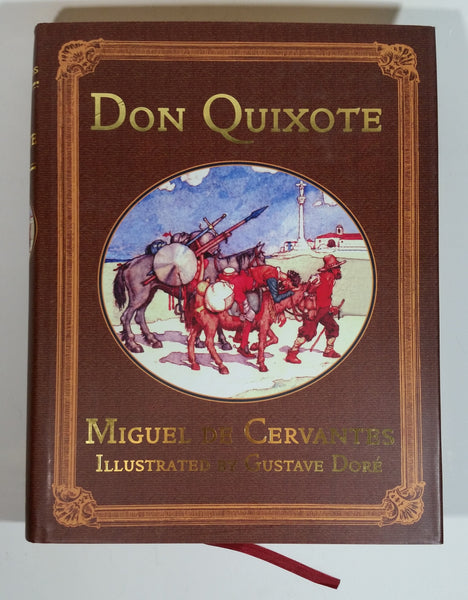 Don Quixote
Miguel de Cervantes
Illustrated by Gustave Doré